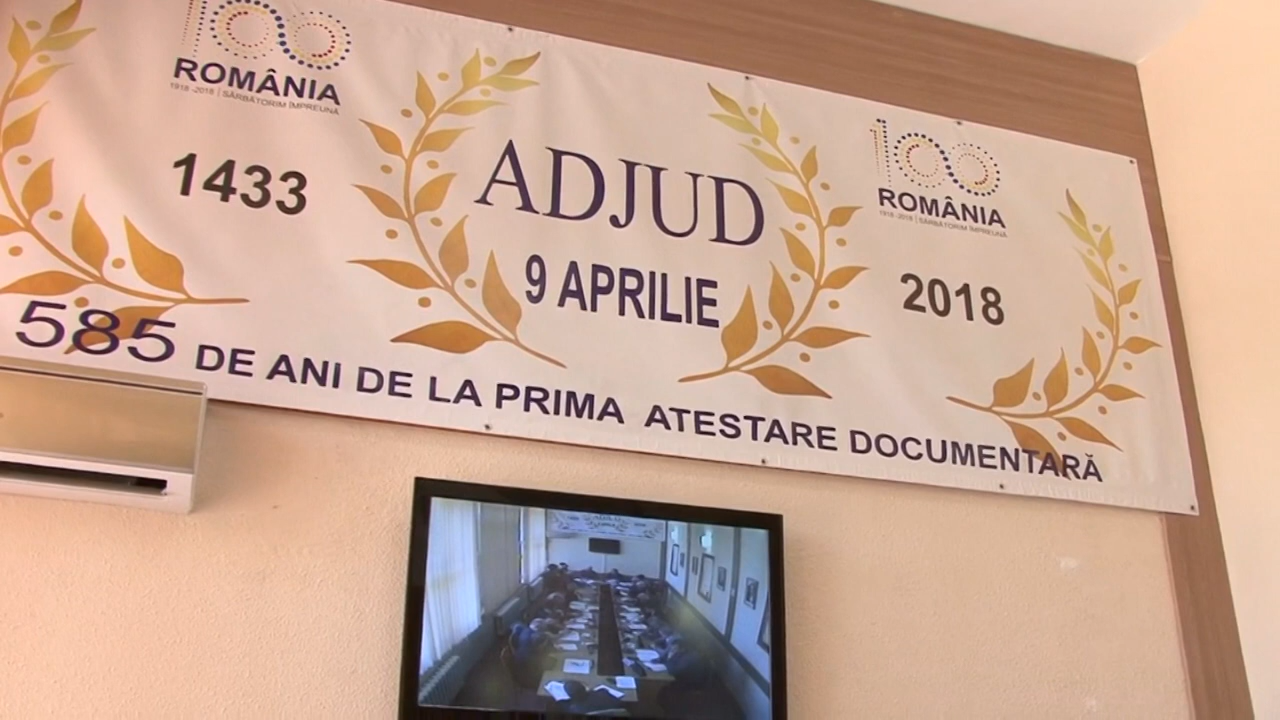 100
ROMÂNIA
1918-2018 | SĂRBĂTORIM ÎMPREUNĂ
1433
ADJUD
9 APRILIE
100
ROMÂNIA
1918-2018 | SĂRBĂTORIM ÎMPREUNĂ
2018
585 DE ANI DE LA PRIMA ATESTARE DOCUMENTARĂ